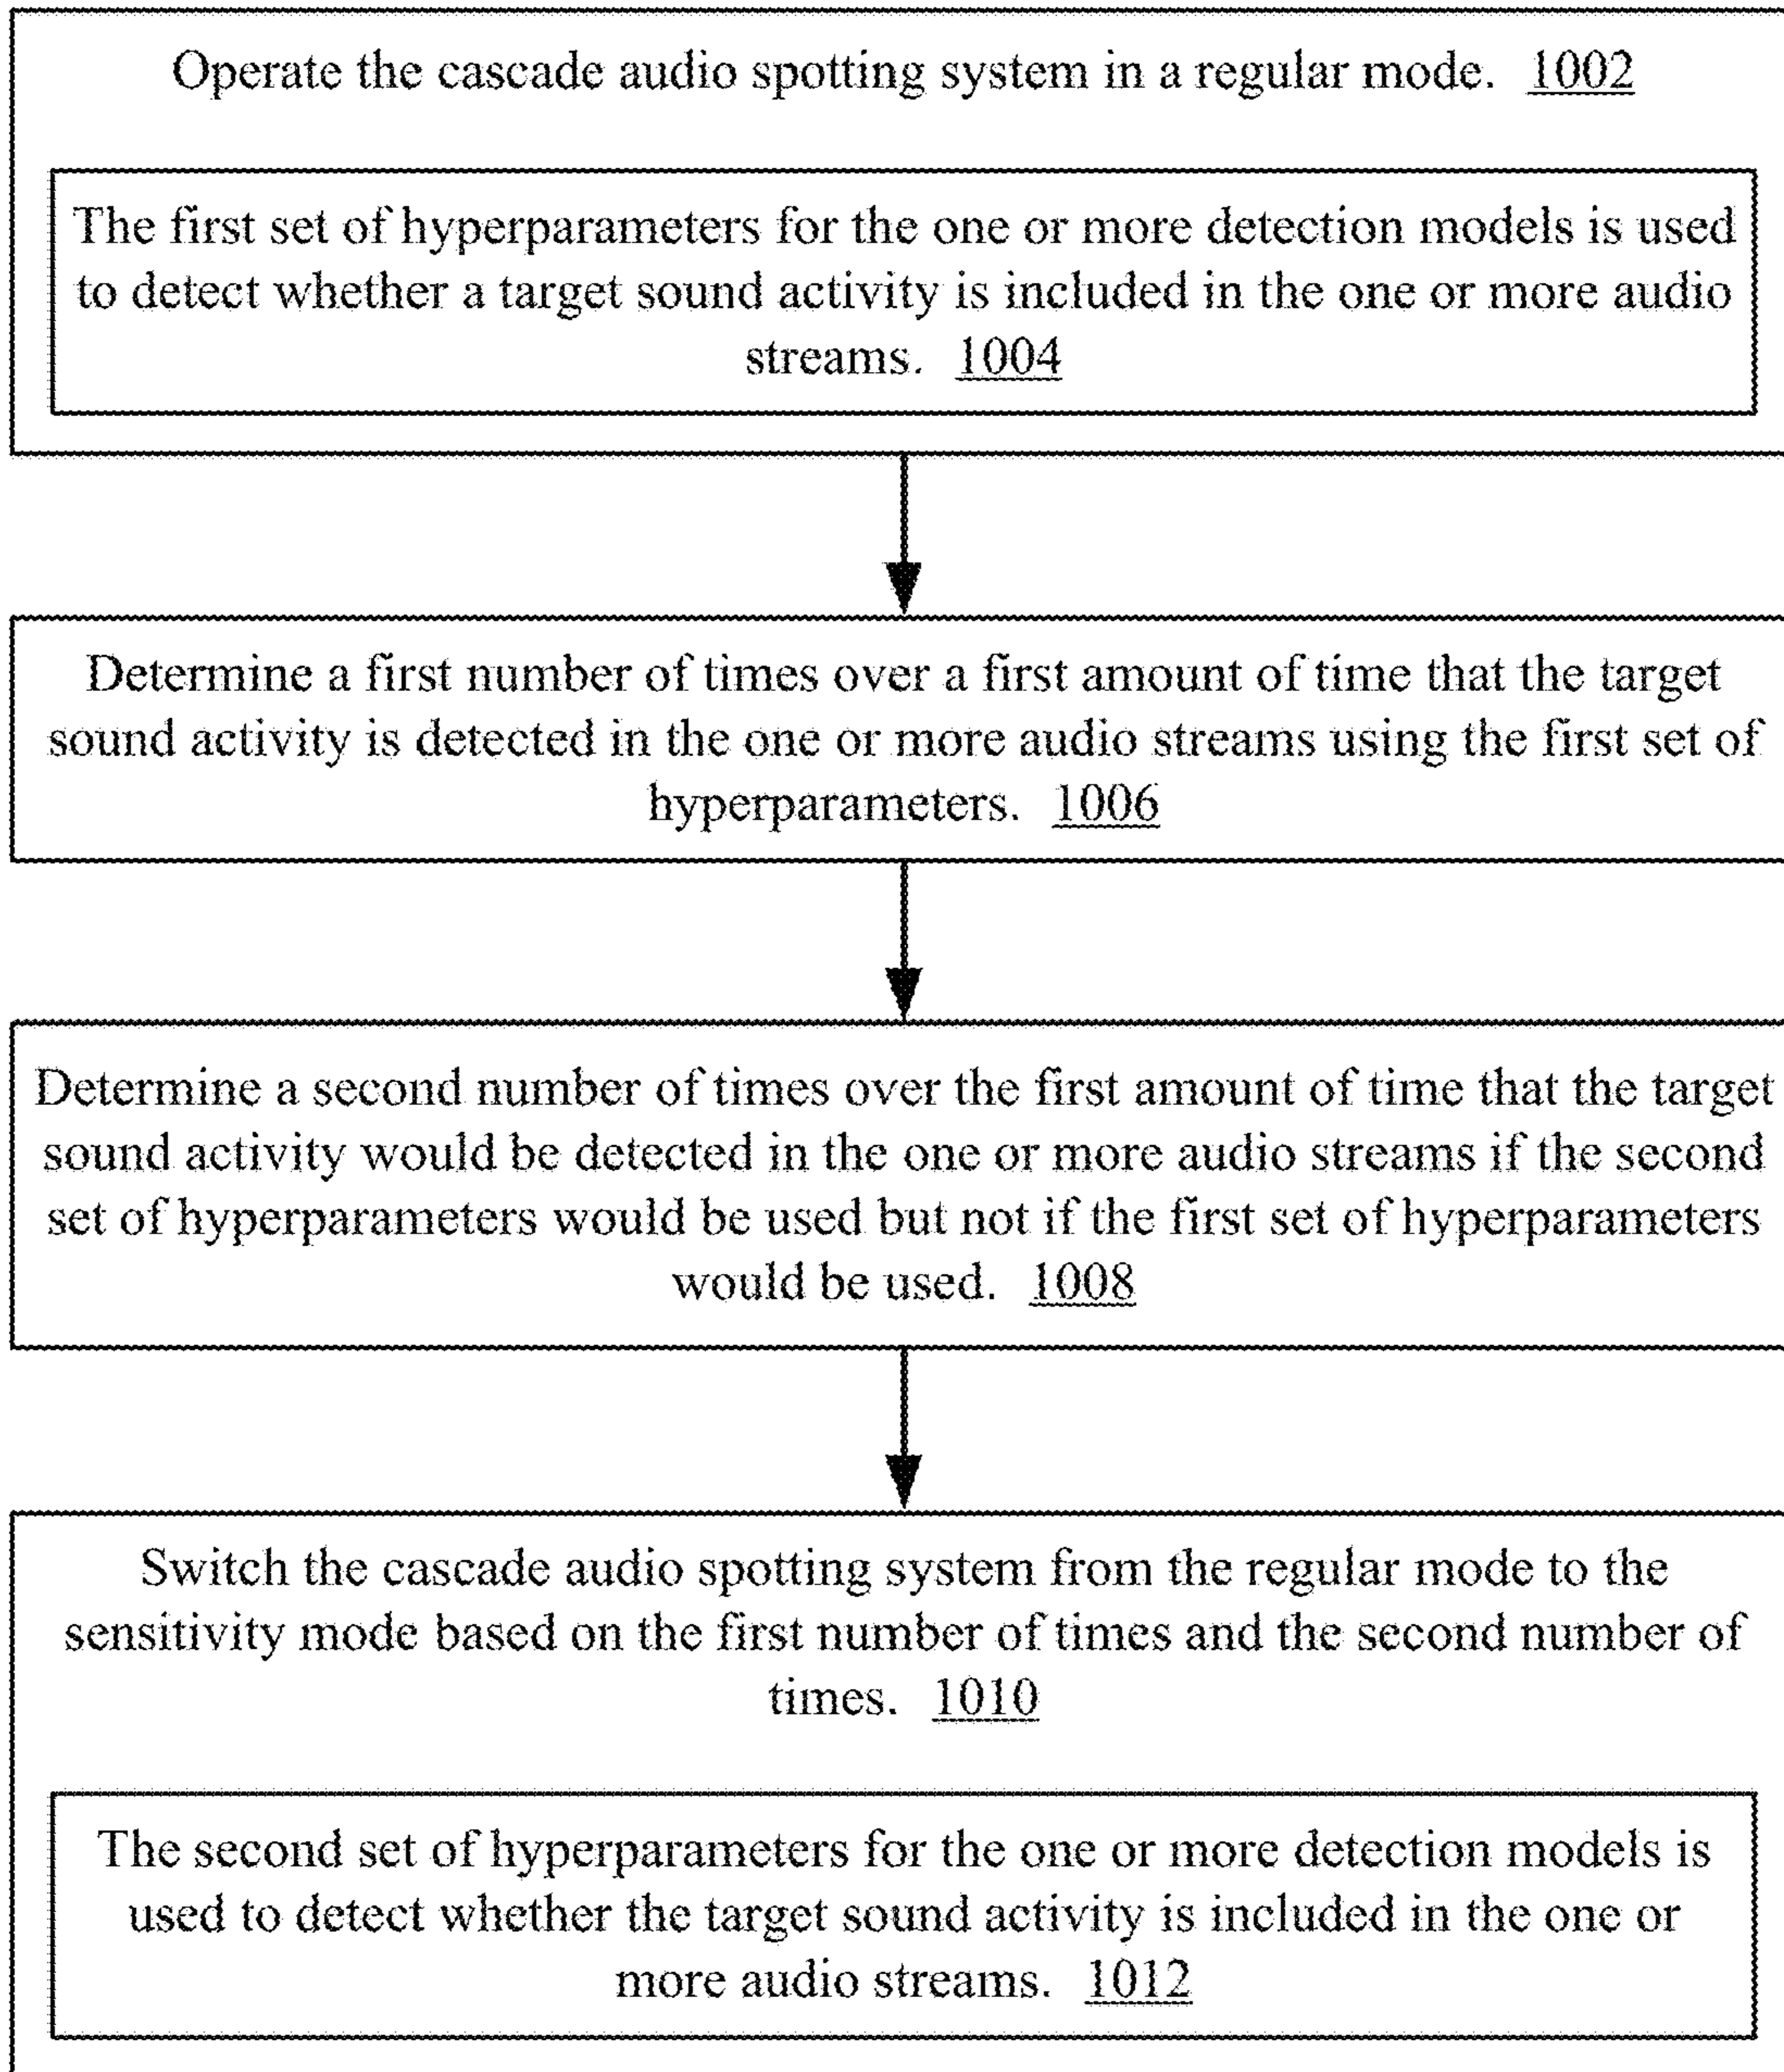 Operate the cascade audio spotting system in a regular mode. 1002
The first set of hyperparameters for the one or more detection models is used
to detect whether a target sound activity is included in the one or more audio
streams. 1004
Determine a first number of times over a first amount of time that the target
sound activity is detected in the one or more audio streams using the first set of
hyperparameters. 1006
Determine a second number of times over the first amount of time that the target
sound activity would be detected in the one or more audio streams if the second
set of hyperparameters would be used but not if the first set of hyperparameters
would be used. 1008
Switch the cascade audio spotting system from the regular mode to the
sensitivity mode based on the first number of times and the second number of
times. 1010
The second set of hyperparameters for the one or more detection models is
used to detect whether the target sound activity is included in the one or
more audio streams. 1012